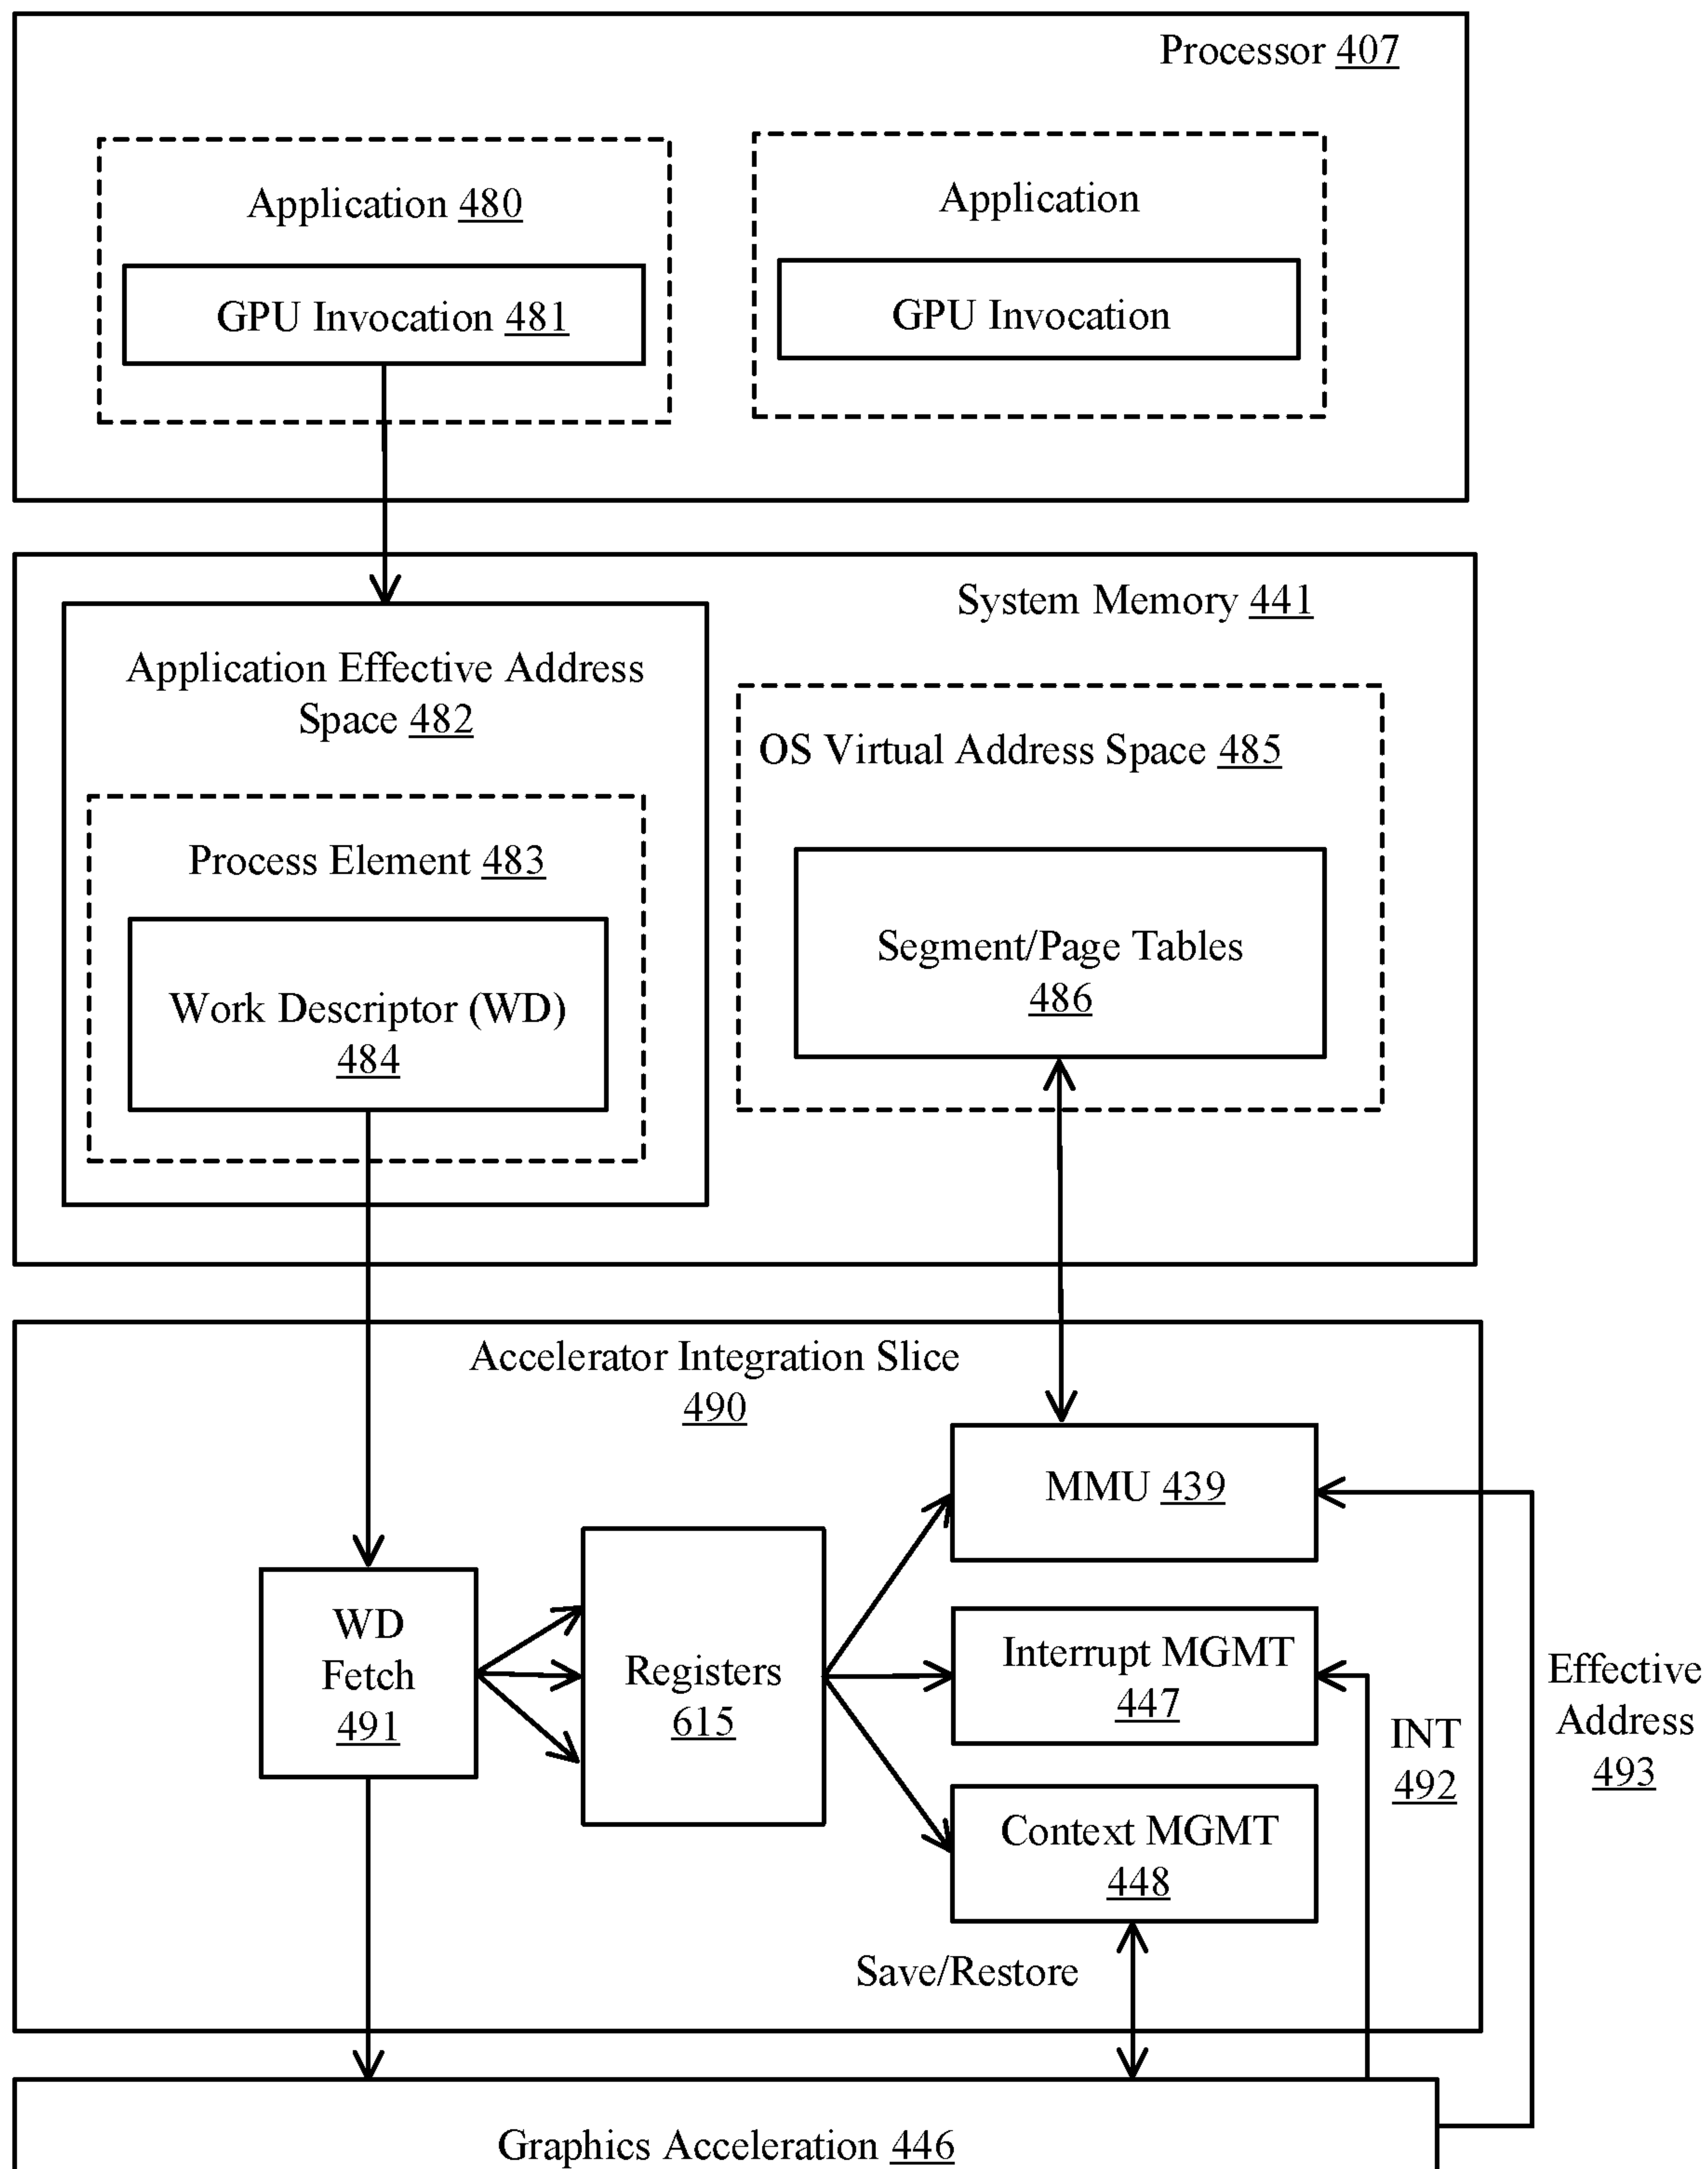 Processor 407
Application 480
Application
GPU Invocation 481
GPU Invocation
System Memory 441
Application Effective Address
Space 482
OS Virtual Address Space 485
Process Element 483
Segment/Page Tables
486
Work Descriptor (WD)
484
Accelerator Integration Slice
490
MMU 439
WD
Fetch
491
Registers
615
Interrupt MGMT
447
Effective
Address
493
INT
492
Context MGMT
448
Save/Restore
Graphics Acceleration 446